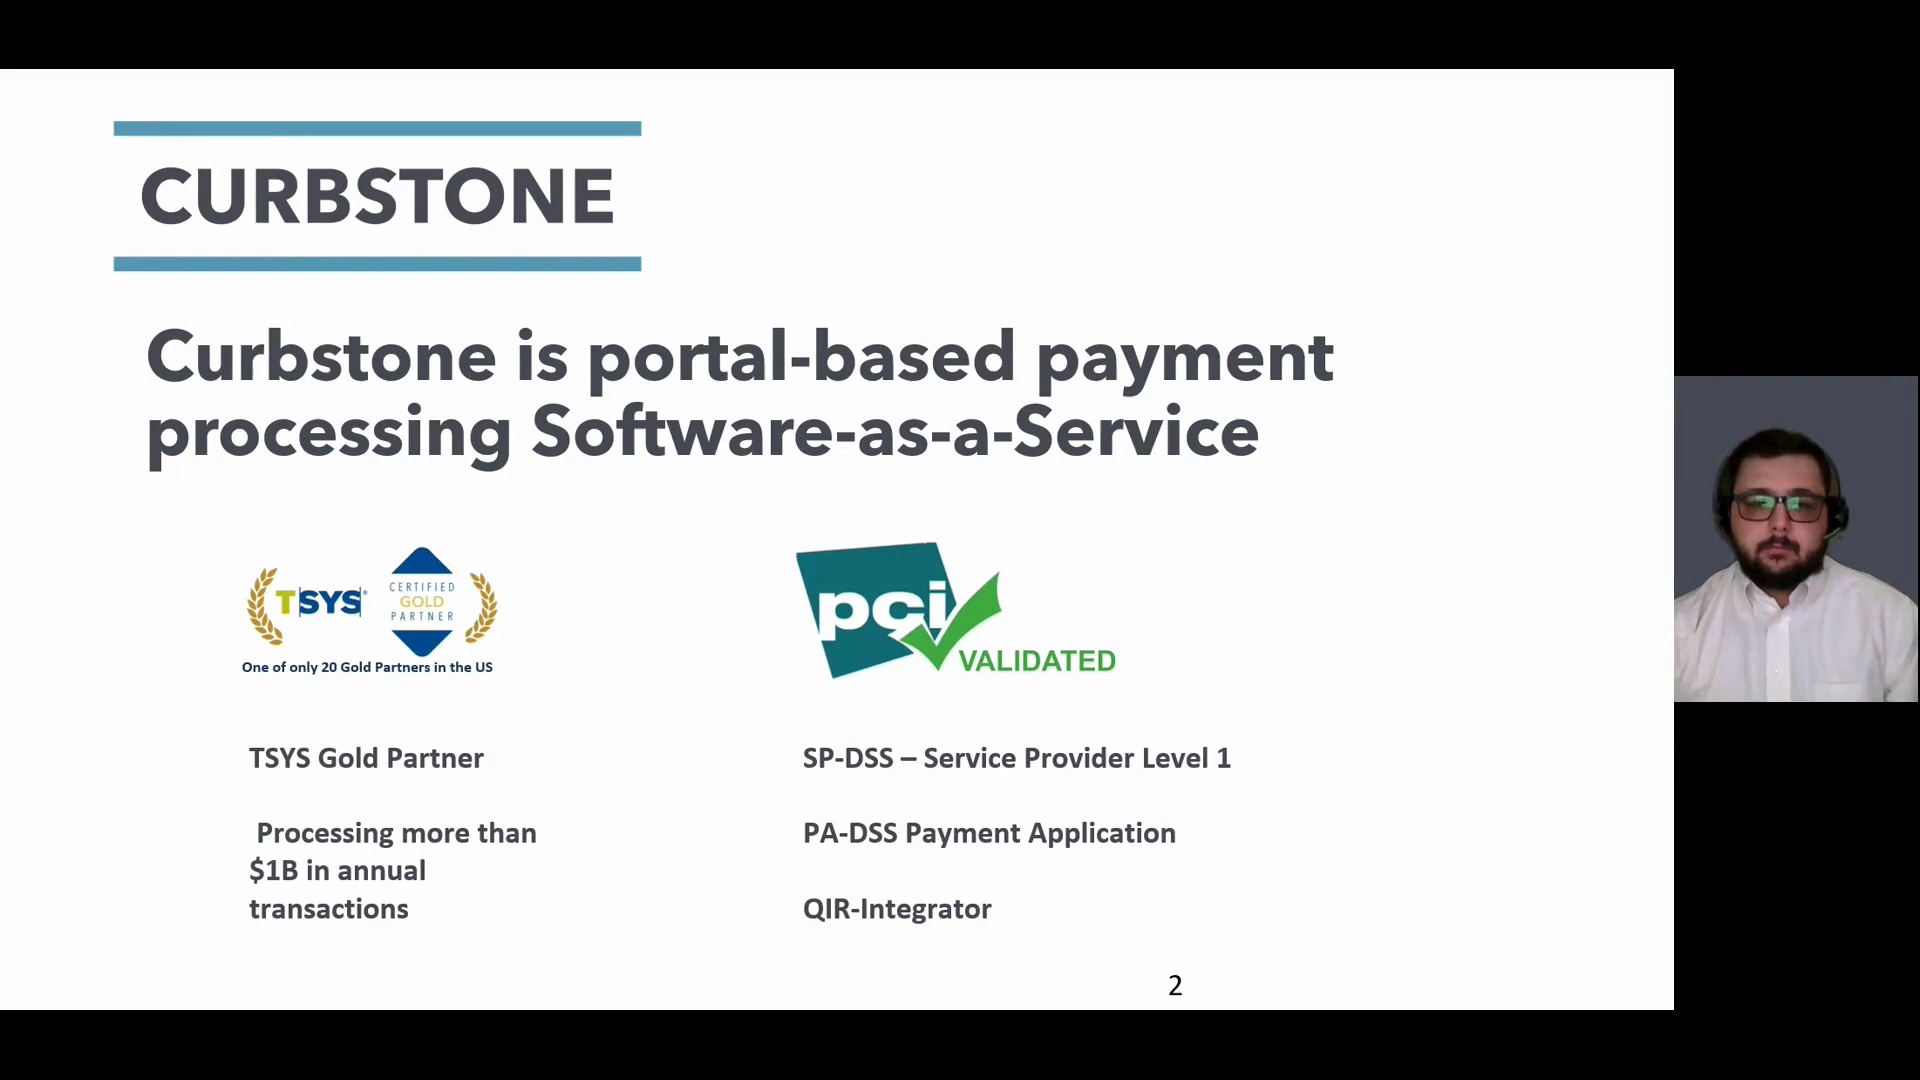 CURBSTONE
Curbstone is portal-based payment
processing Software-as-a-Service
TSYS®
CERTIFIED
GOLD
PARTNER
One of only 20 Gold Partners in the US
pci
VALIDATED
TSYS Gold Partner
Processing more than
$1B in annual
transactions
SP-DSS – Service Provider Level 1
PA-DSS Payment Application
QIR-Integrator
2